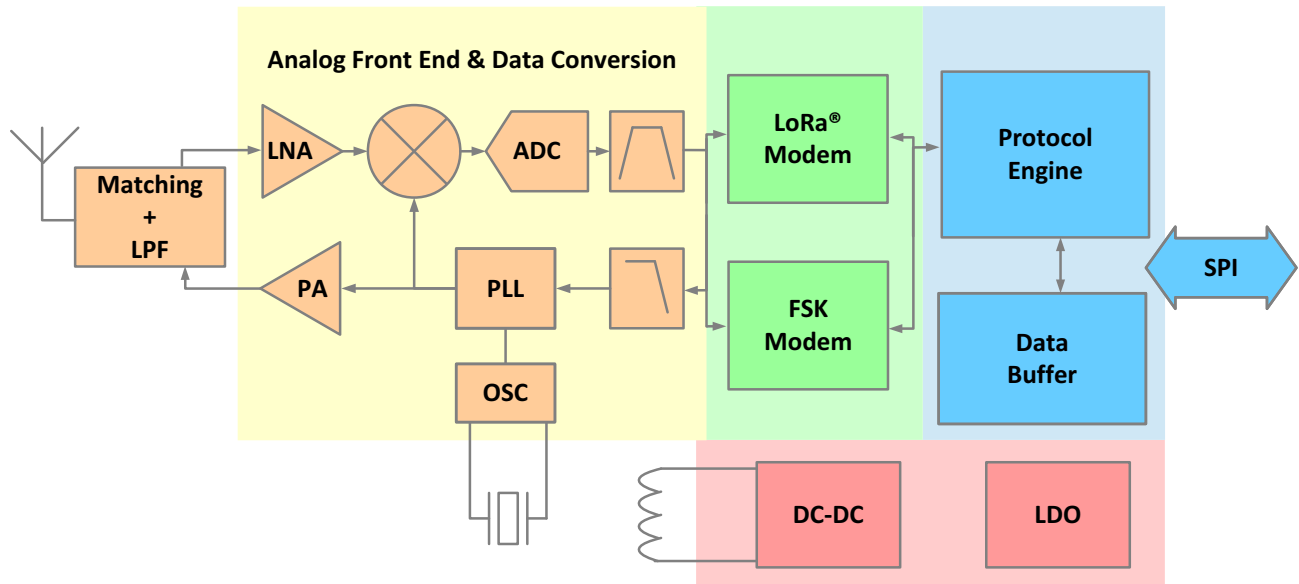 Analog Front End & Data Conversion
LNA
ADC
LoRa®
Modem
Protocol
Engine
Matching
+
LPF
PA
PLL
FSK
Modem
SPI
Data
Buffer
OSC
DC-DC
LDO